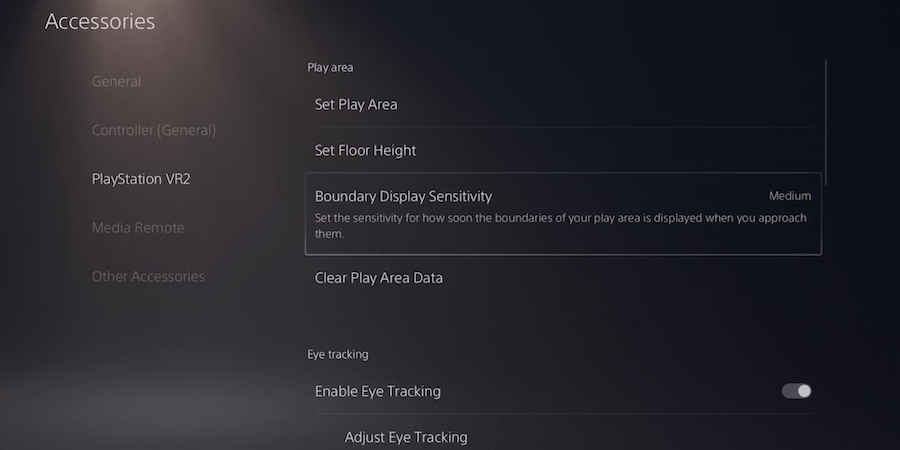 Accessories
General
Controller (General)
PlayStation VR2
Media Remote
Other Accessories
Play area
Set Play Area
Set Floor Height
Boundary Display Sensitivity
Medium
Set the sensitivity for how soon the boundaries of your play area is displayed when you approach
them.
Clear Play Area Data
Eye tracking
Enable Eye Tracking
Adjust Eye Tracking